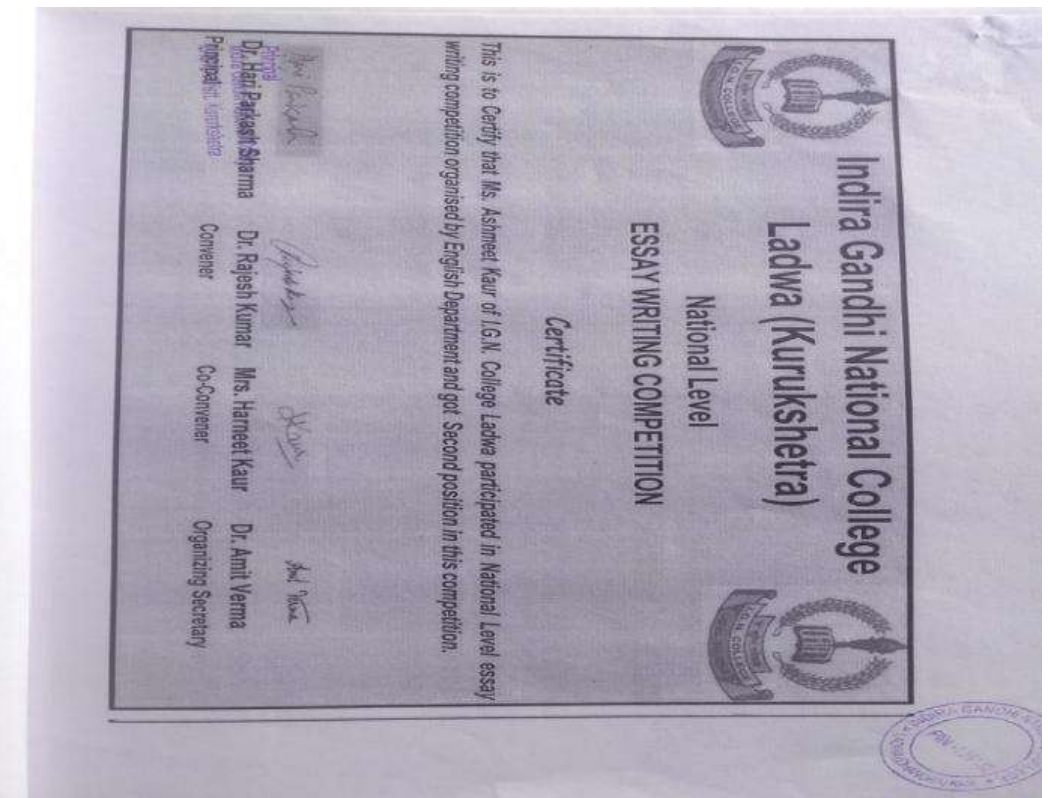 Indira Gandhi National College
Ladwa (Kurukshetra)
National Level
ESSAY WRITING COMPETITION
Certificate
This is to Certify that Ms. Ashmeet Kaur of I.G.N. College Ladwa participated in National Level essay
writing competition organised by English Department and got Second position in this competition.
Dr. Hari Parkash Sharma Dr. Rajesh Kumar Mrs. Harneet Kaur Dr. Amit Verma
Principal Convener Co-Convener Organizing Secretary
I.G.N. COLLEGE
I.G.N. COLLEGE
Principal